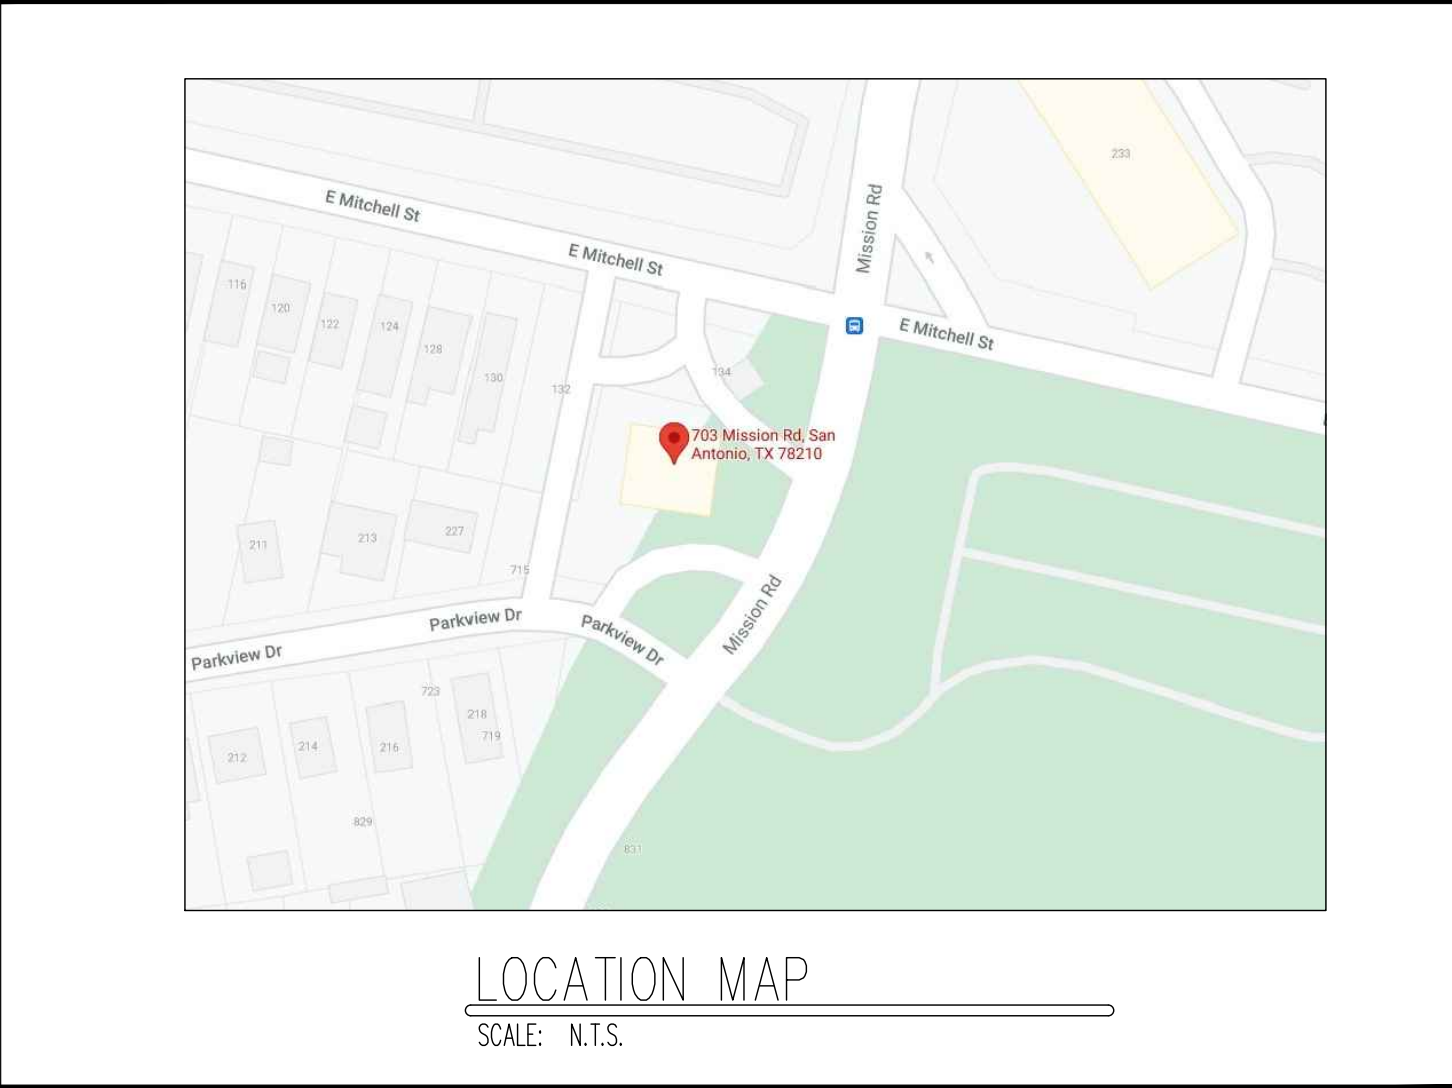 233
E Mitchell St
Mission Rd
E Mitchell St
116
120
122
124
E Mitchell St
128
134
130
132
703 Mission Rd, San
Antonio, TX 78210
227
213
211
715
Mission Rd
Parkview Dr
Parkview Dr
Parkview Dr
723
218
719
214
216
212
829
831
LOCATION MAP
SCALE: N.T.S.